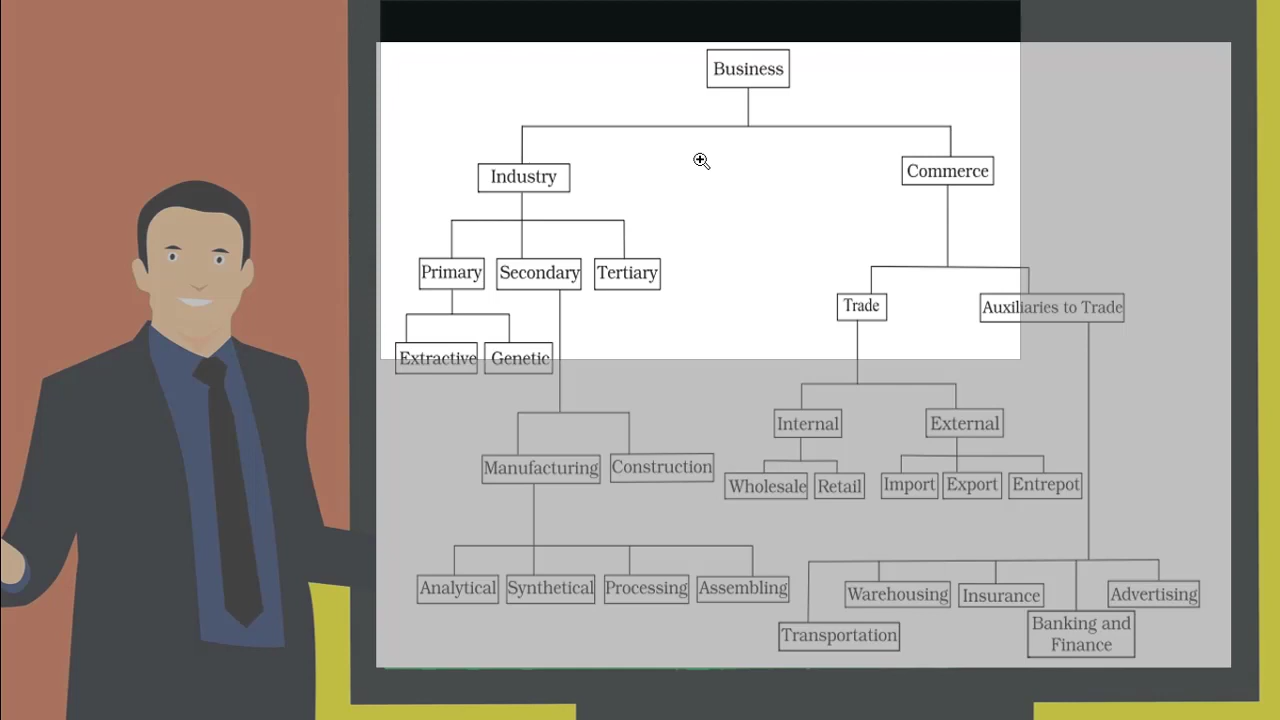 Business
Industry
Commerce
Primary
Secondary
Tertiary
Trade
Auxiliaries to Trade
Extractive
Genetic
Internal
External
Manufacturing
Construction
Wholesale
Retail
Import
Export
Entrepot
Analytical
Synthetical
Processing
Assembling
Warehousing
Insurance
Advertising
Transportation
Banking and
Finance